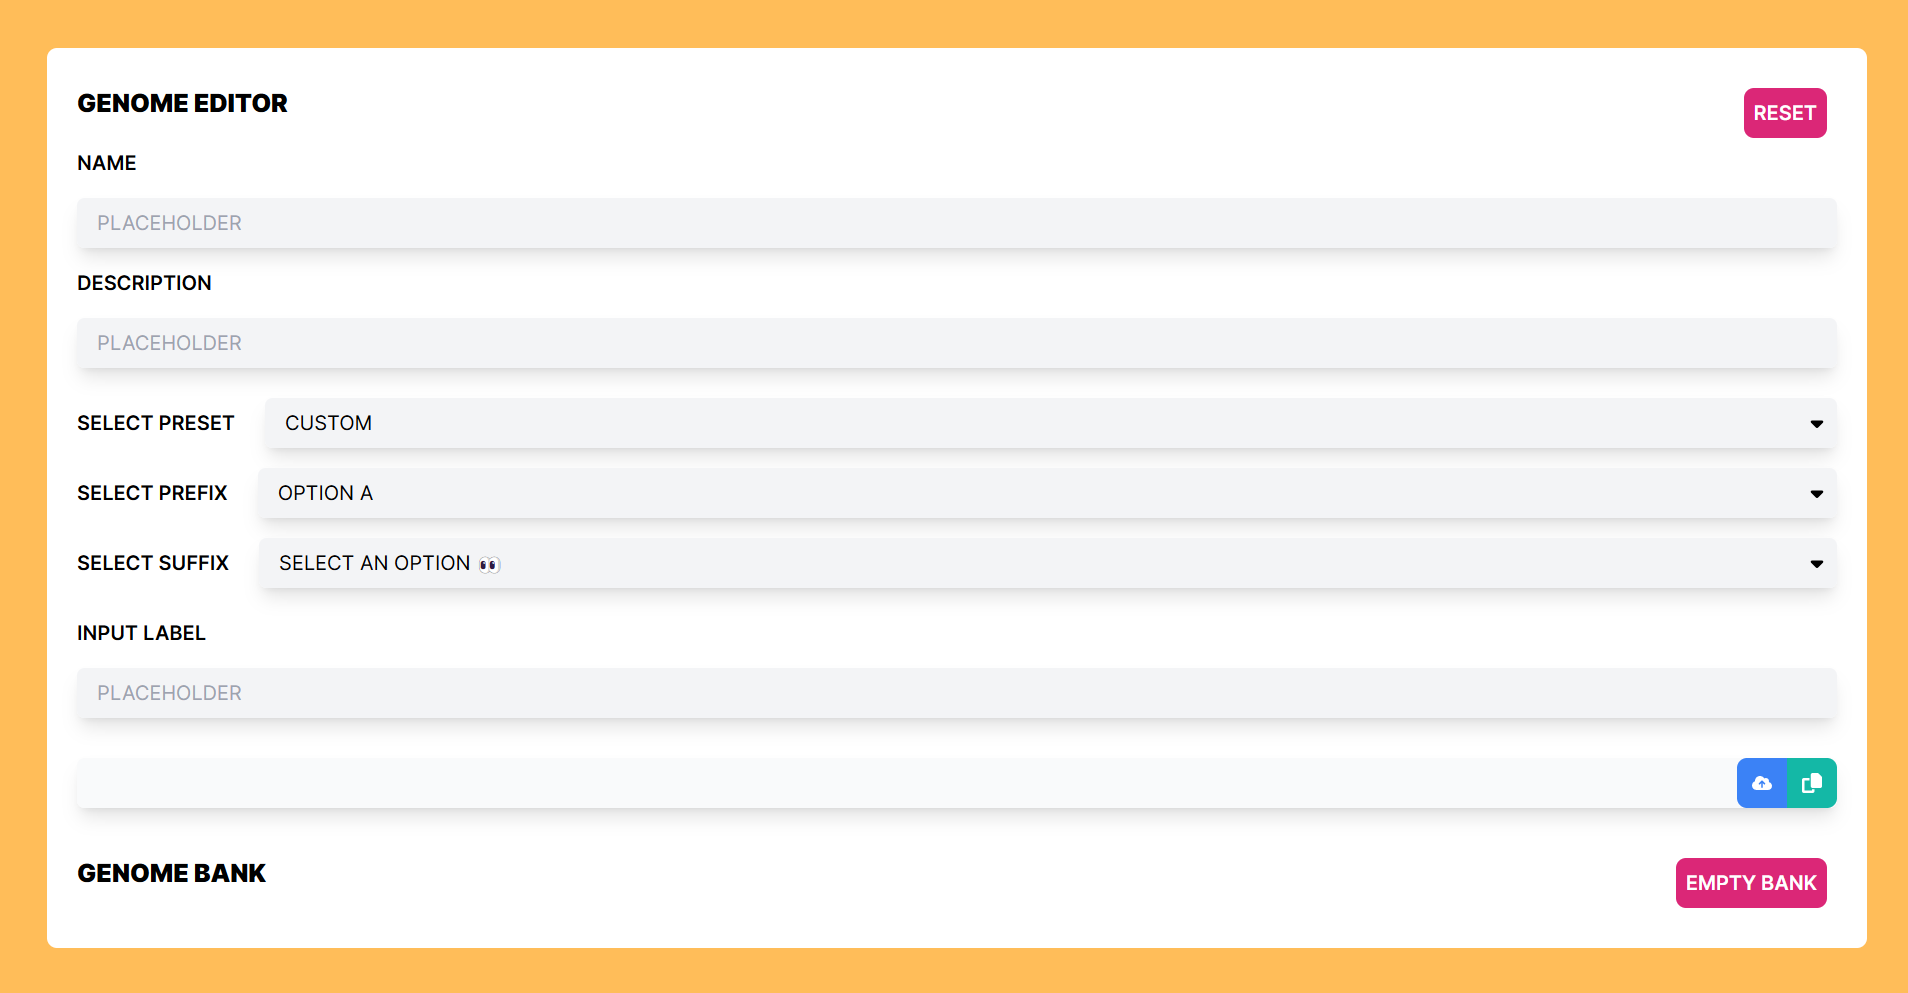 GENOME EDITOR
RESET
NAME
PLACEHOLDER
DESCRIPTION
PLACEHOLDER
SELECT PRESET CUSTOM
SELECT PREFIX OPTION A
SELECT SUFFIX SELECT AN OPTION 👀
INPUT LABEL
PLACEHOLDER
GENOME BANK
EMPTY BANK